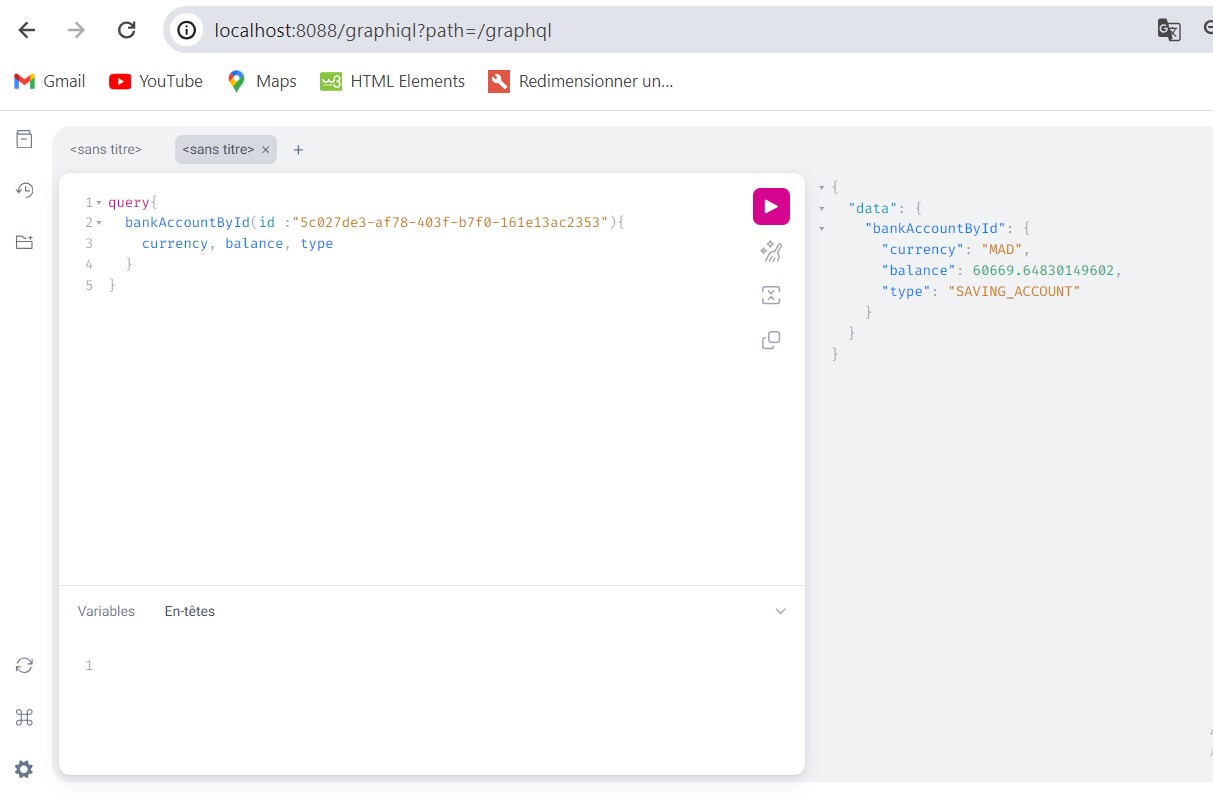 localhost:8088/graphiql?path=/graphql
Gmail YouTube Maps HTML Elements Redimensionner un...
<sans titre> <sans titre> × +
1 query{
2 bankAccountById(id :"5c027de3-af78-403f-b7f0-161e13ac2353"){
3 currency, balance, type
4 }
5 }
{
"data": {
"bankAccountById": {
"currency": "MAD",
"balance": 60669.64830149602,
"type": "SAVING_ACCOUNT"
}
}
}
Variables En-têtes
1